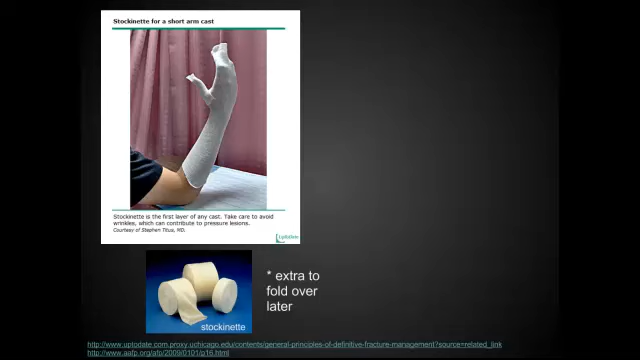 Stockinette for a short arm cast
Stockinette is the first layer of any cast. Take care to avoid
wrinkles, which can contribute to pressure lesions.
Courtesy of Stephen Titus, MD.
UpToDate
stockinette
* extra to
fold over
later
http://www.uptodate.com.proxy.uchicago.edu/contents/general-principles-of-definitive-fracture-management?source=related_link
http://www.aafp.org/afp/2009/0101/p16.html